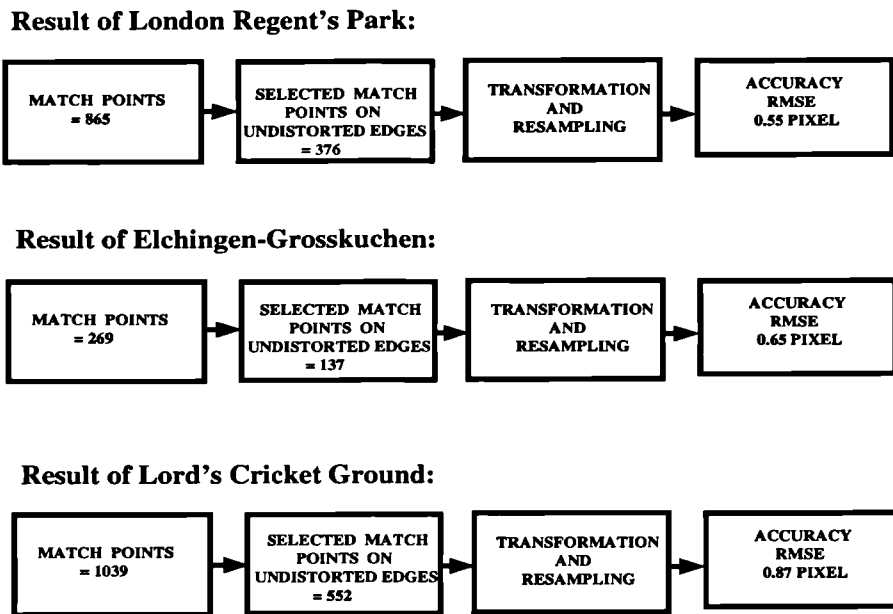 Result of London Regent's Park:
MATCH POINTS
= 865
SELECTED MATCH
POINTS ON
UNDISTORTED EDGES
= 376
TRANSFORMATION
AND
RESAMPLING
ACCURACY
RMSE
0.55 PIXEL
Result of Elchingen-Grosskuchen:
MATCH POINTS
= 269
SELECTED MATCH
POINTS ON
UNDISTORTED EDGES
= 137
TRANSFORMATION
AND
RESAMPLING
ACCURACY
RMSE
0.65 PIXEL
Result of Lord's Cricket Ground:
MATCH POINTS
= 1039
SELECTED MATCH
POINTS ON
UNDISTORTED EDGES
= 552
TRANSFORMATION
AND
RESAMPLING
ACCURACY
RMSE
0.87 PIXEL